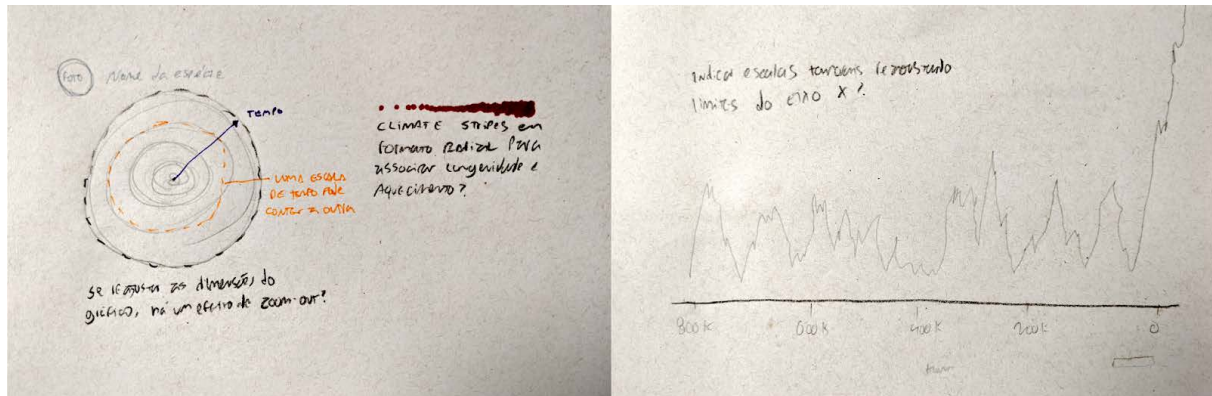 FOTO
Nome da espécie
TEMPO
UMA ESCALA
DE TEMPO PODE
CONTER A OUTRA
Se reajusta as dimensões do
gráfico, há um efeito de zoom-out?
CLIMATE STRIPES em
formato Radial para
associar longevidade e
Aquecimento?
Indicar escalas também
limites do eixo X?
800K
600K
400K
200K
0